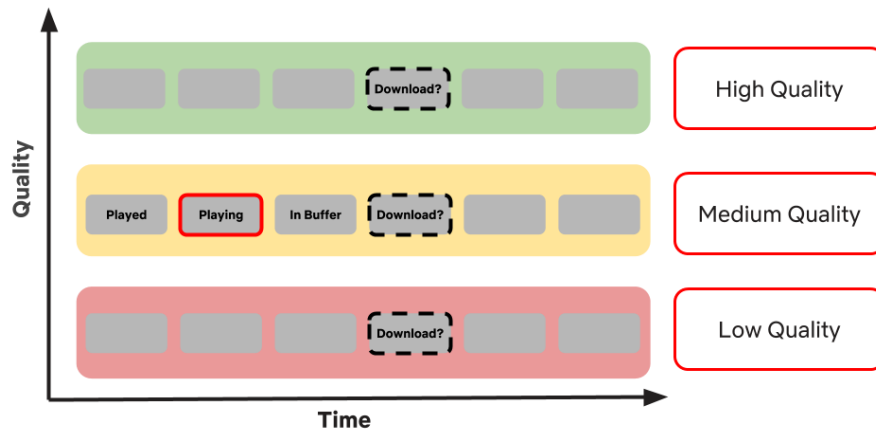 Quality
Download?
High Quality
Played
Playing
In Buffer
Download?
Medium Quality
Download?
Low Quality
Time